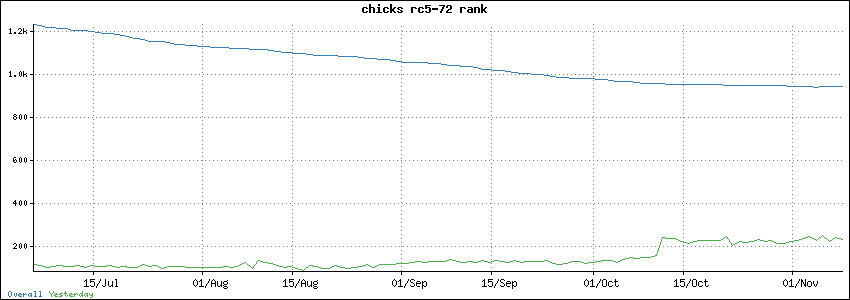 chicks rc5-72 rank
1.2k
1.0k
800
600
400
200
15/Jul 01/Aug 15/Aug 01/Sep 15/Sep 01/Oct 15/Oct 01/Nov
Overall Yesterday